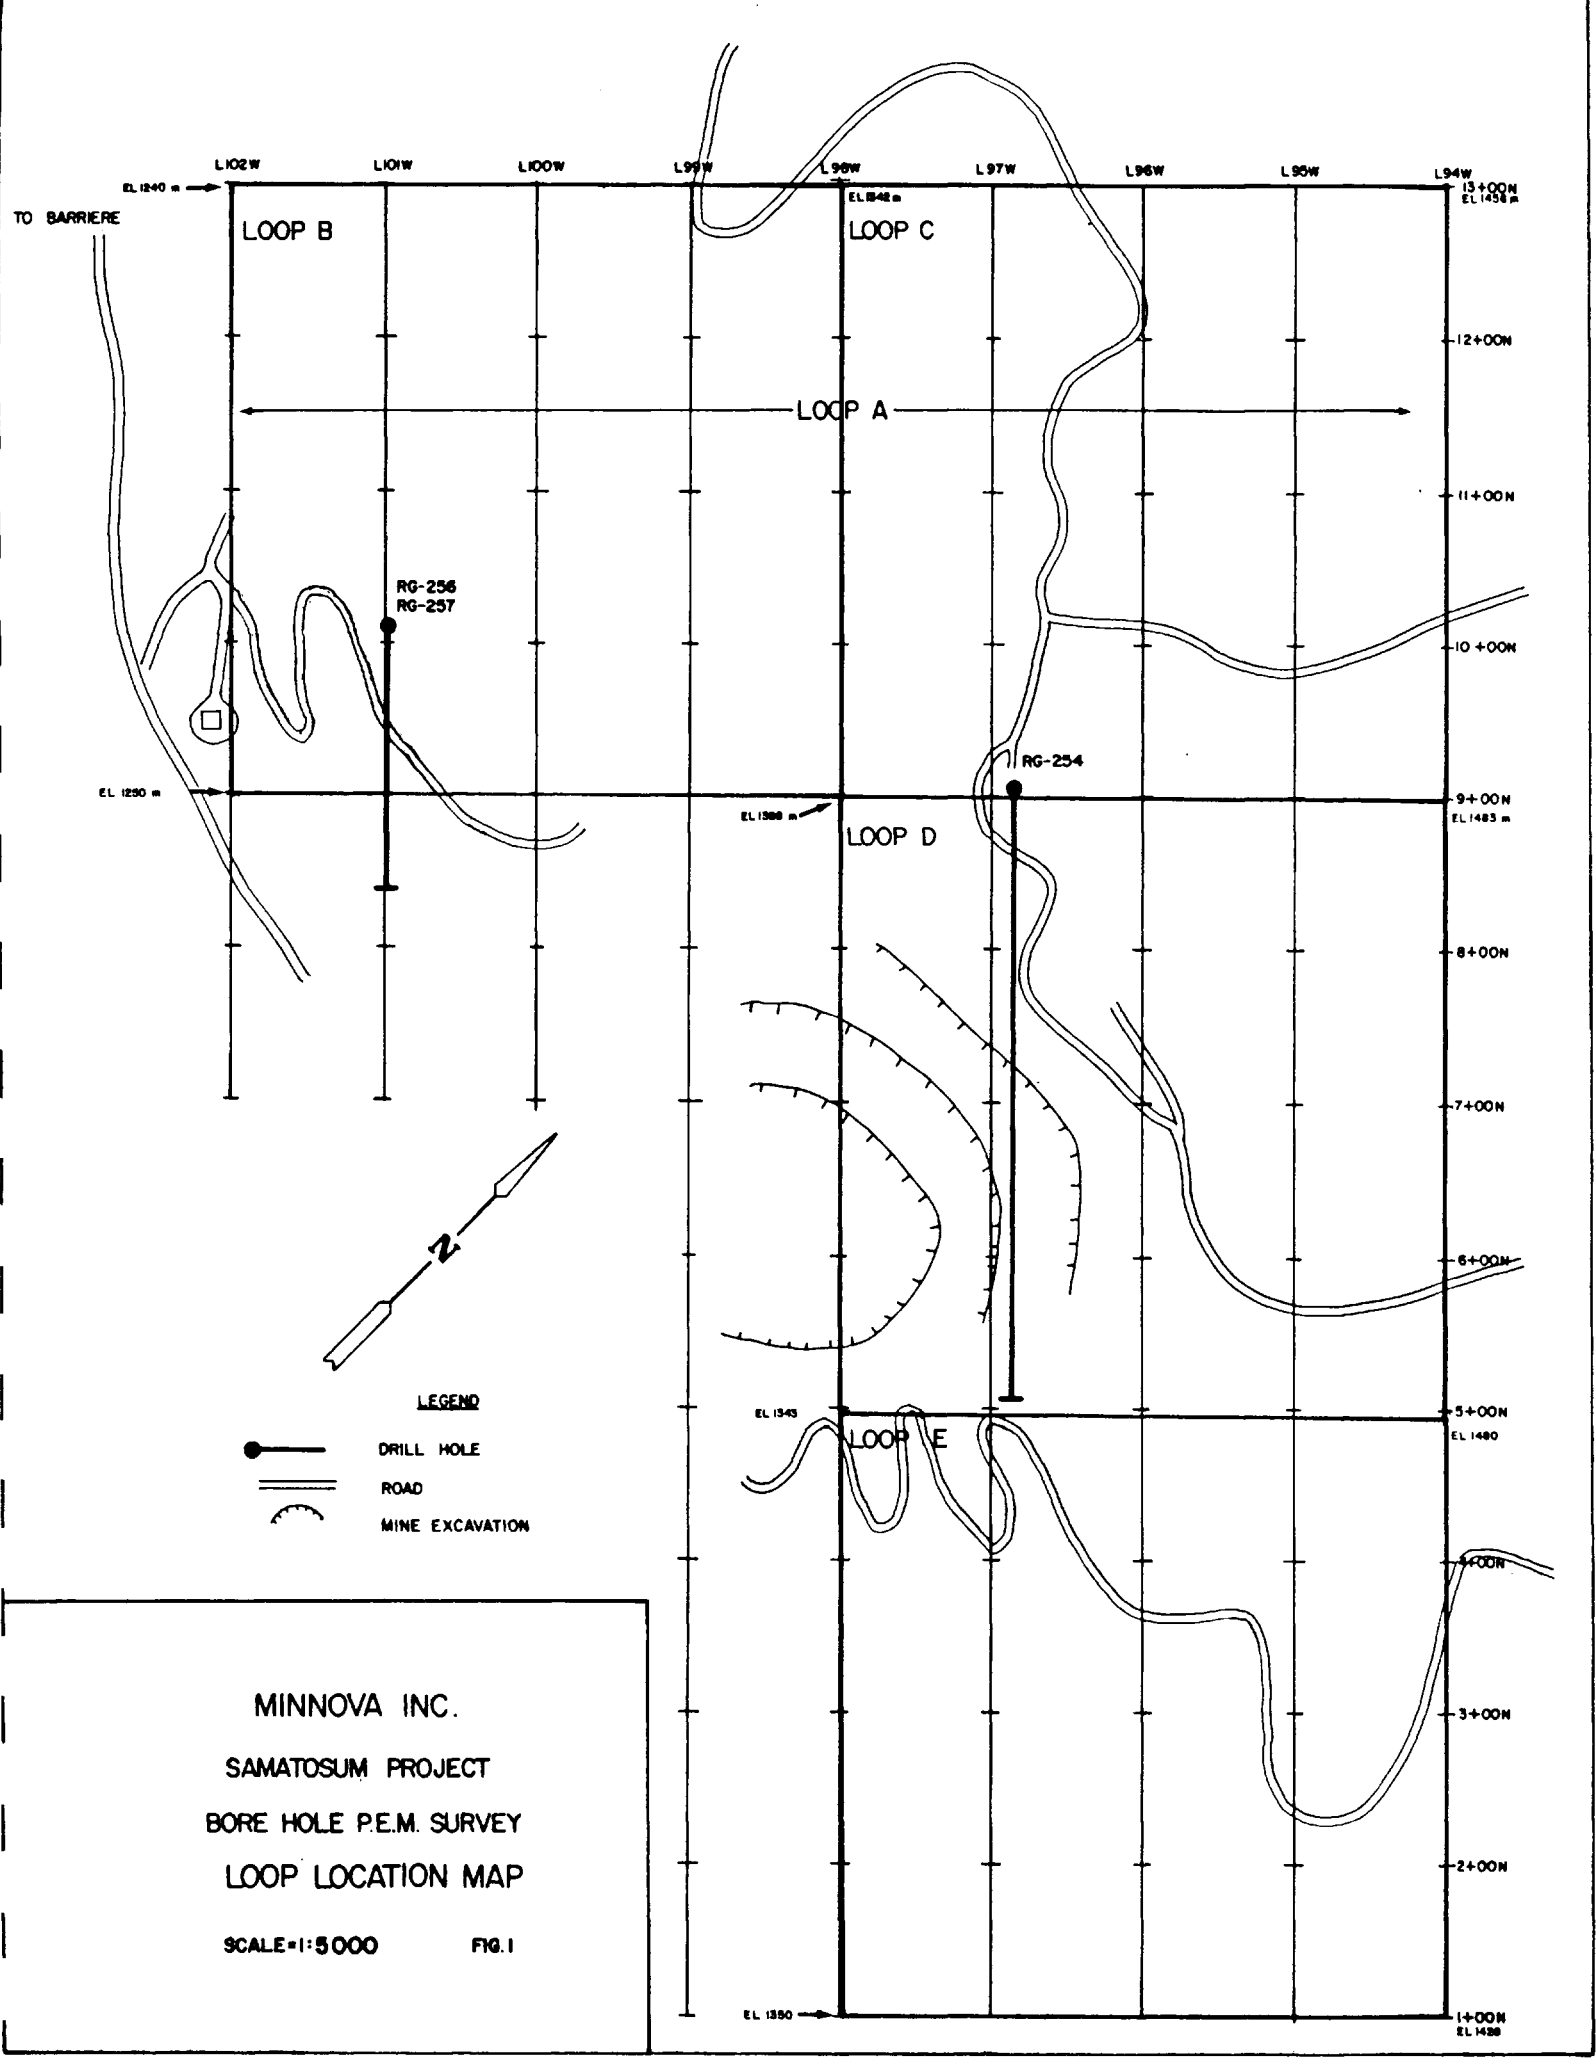 L102W L101W L100W L99W L98W L97W L96W L95W L94W
EL 1240 m
13+00N
EL 1456 m
TO BARRIERE
LOOP B
LOOP C
12+00N
LOOP A
11+00N
RG-256
RG-257
10+00N
RG-254
EL 1250 m
9+00N
EL 1483 m
LOOP D
8+00N
7+00N
N
6+00N
LEGEND
DRILL HOLE
ROAD
MINE EXCAVATION
EL 1343
5+00N
LOOP E
EL 1480
4+00N
3+00N
MINNOVA INC.
SAMATOSUM PROJECT
BORE HOLE P.E.M. SURVEY
LOOP LOCATION MAP
SCALE=1:5000 FIG.1
2+00N
EL 1350
1+00N